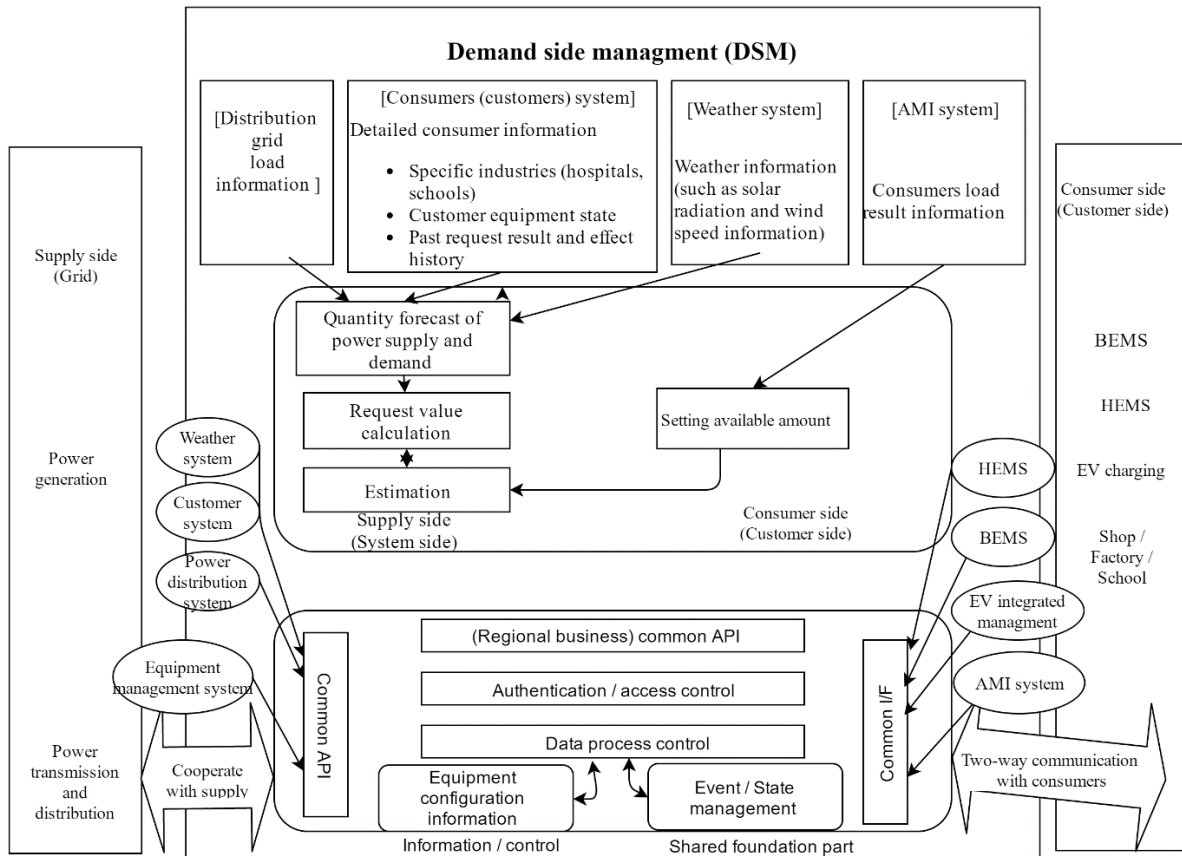 Demand side managment (DSM)
[Distribution
grid
load
information ]
[Consumers (customers) system]
Detailed consumer information
• Specific industries (hospitals,
schools)
• Customer equipment state
• Past request result and effect
history
[Weather system]
Weather information
(such as solar
radiation and wind
speed information)
[AMI system]
Consumers load
result information
Supply side
(Grid)
Power
generation
Power
transmission
and
distribution
Consumer side
(Customer side)
BEMS
HEMS
EV charging
Shop /
Factory /
School
Quantity forecast of
power supply and
demand
Request value
calculation
Estimation
Supply side
(System side)
Setting available amount
Consumer side
(Customer side)
Weather
system
Customer
system
Power
distribution
system
Equipment
management system
HEMS
BEMS
EV integrated
managment
AMI system
Common API
(Regional business) common API
Authentication / access control
Data process control
Equipment
configuration
information
Event / State
management
Common I/F
Cooperate
with supply
Two-way communication
with consumers
Information / control
Shared foundation part